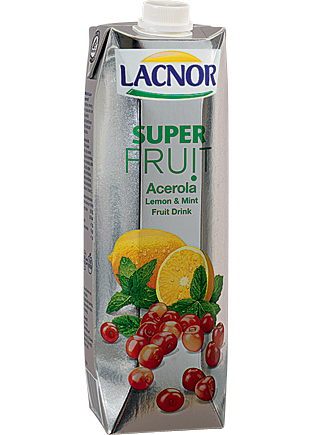 LACNOR
SUPER
FRUIT
Acerola
Lemon & Mint
Fruit Drink